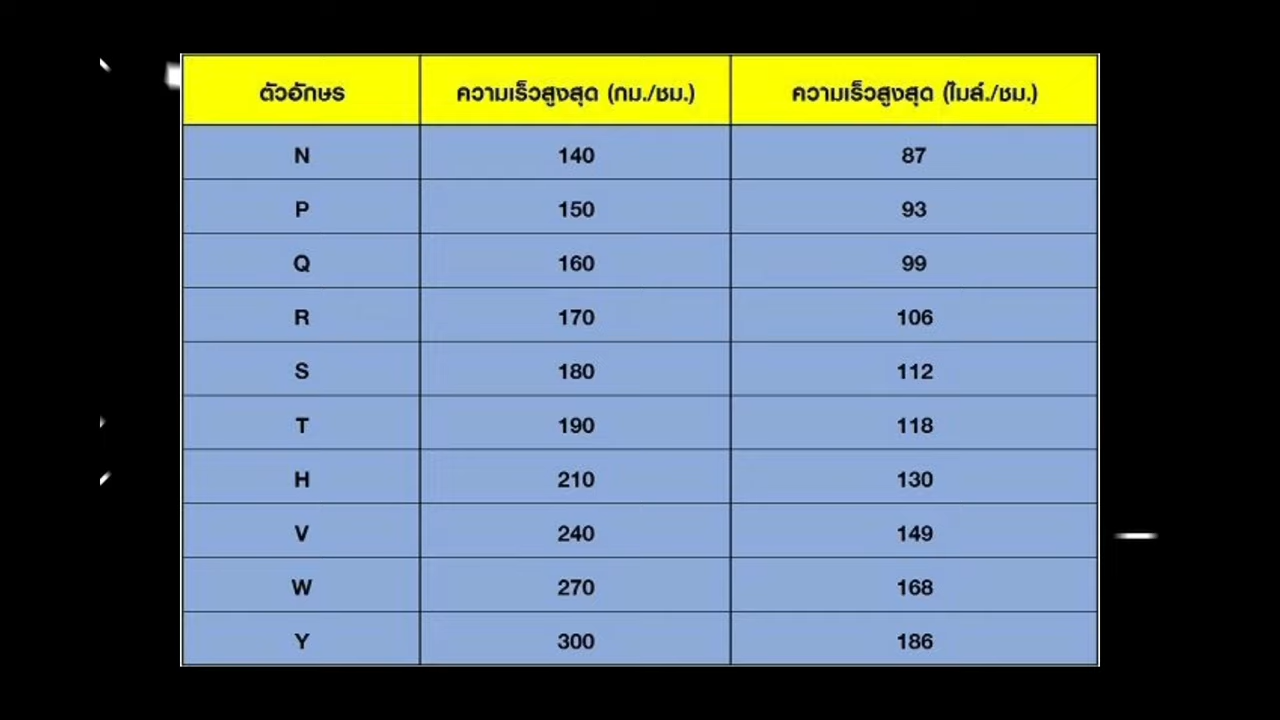 ตัวอักษร ความเร็วสูงสุด (กม./ชม.) ความเร็วสูงสุด (ไมล์./ชม.)
N 140 87
P 150 93
Q 160 99
R 170 106
S 180 112
T 190 118
H 210 130
V 240 149
W 270 168
Y 300 186